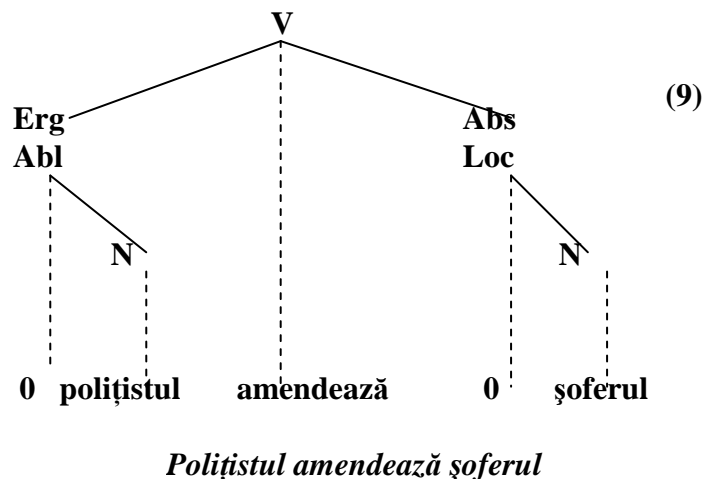 V
(9)
Erg Abs
Abl Loc
N N
0 polițistul amendează 0 şoferul
Polițistul amendează şoferul